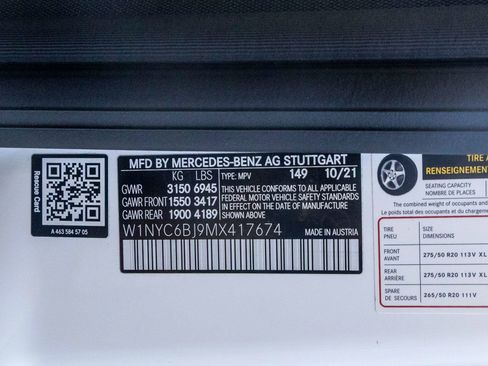 Rescue Card
A 463 584 57 05
MFD BY MERCEDES-BENZ AG STUTTGART
KG LBS TYPE: MPV 149 10/21
GVWR 3150 6945
GAWR FRONT 1550 3417
GAWR REAR 1900 4189
THIS VEHICLE CONFORMS TO ALL APPLICABLE
FEDERAL MOTOR VEHICLE SAFETY STANDARDS IN
EFFECT ON THE DATE OF MANUFACTURE
SHOWN ABOVE.
W1NYC6BJ9MX417674
MADE IN AUSTRIA
TIRE
RENSEIGNEMENT
SEATING CAPACITY
NOMBRE DE PLACES
The combined weight of occupants and
Le poids total des occupants et du charg
TIRE
PNEU
SIZE
DIMENSIONS
FRONT
AVANT
275/50 R20 113V XL
REAR
ARRIÈRE
275/50 R20 113V XL
SPARE
DE SECOURS
265/50 R20 111V